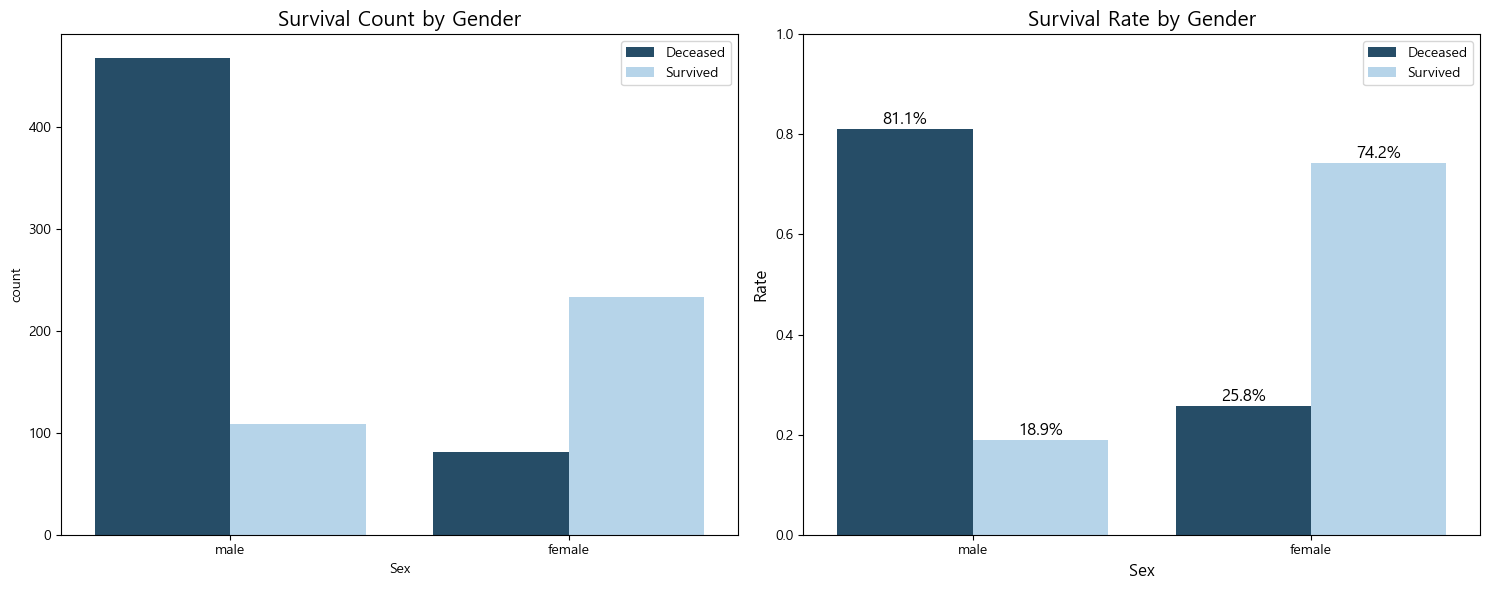 Survival Count by Gender
Deceased
Survived
count
400
300
200
100
0
male
female
Sex
Survival Rate by Gender
Deceased
Survived
Rate
1.0
0.8
0.6
0.4
0.2
0.0
81.1%
18.9%
25.8%
74.2%
male
female
Sex